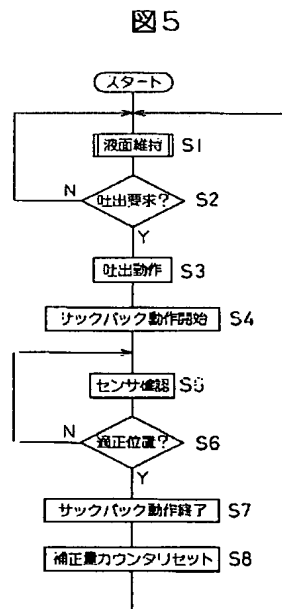 図5
スタート
液面維持 S1
N 吐出要求? S2
Y
吐出動作 S3
サックバック動作開始 S4
センサ確認 S5
N 適正位置? S6
Y
サックバック動作終了 S7
補正量カウンタリセット S8